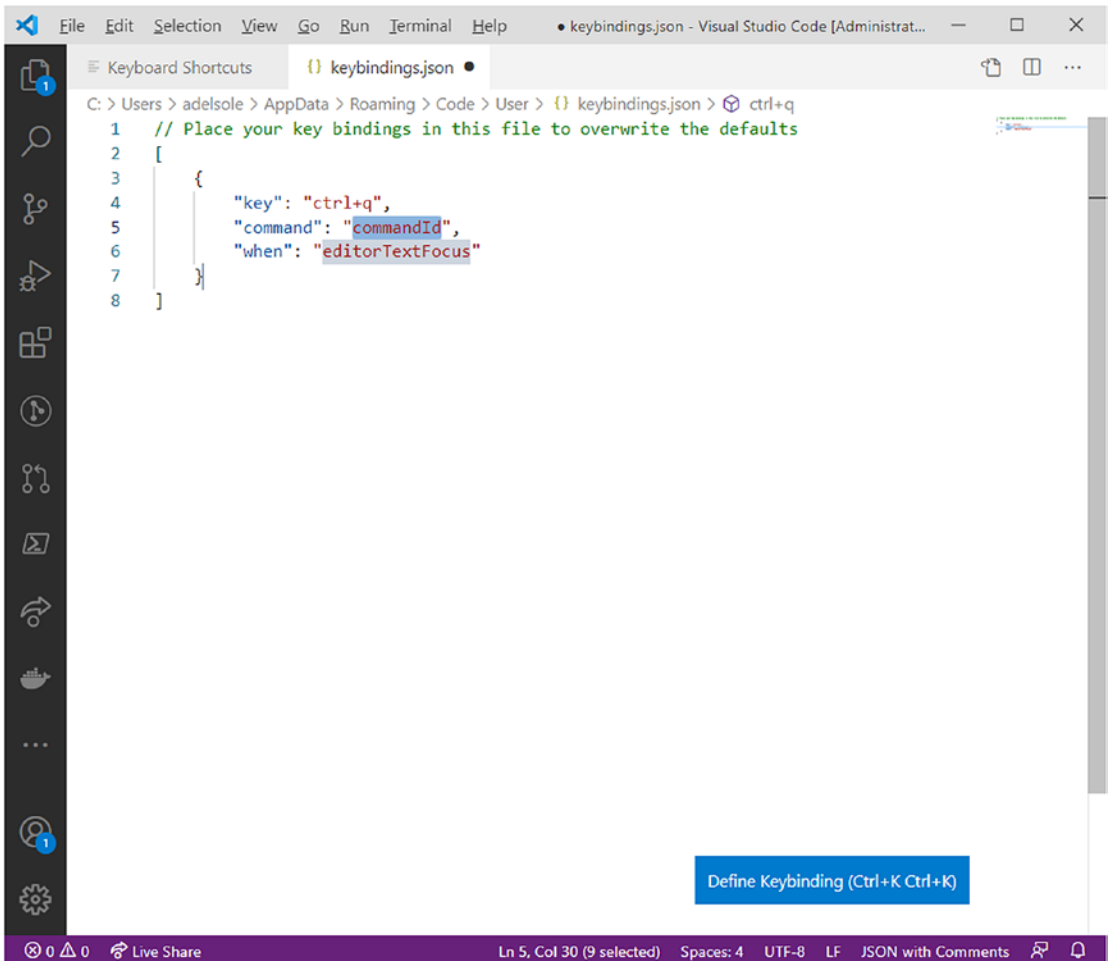 File Edit Selection View Go Run Terminal Help ● keybindings.json - Visual Studio Code [Administrat...
Keyboard Shortcuts {} keybindings.json ●
1
C: > Users > adelsole > AppData > Roaming > Code > User > {} keybindings.json > ctrl+q
1 // Place your key bindings in this file to overwrite the defaults
2 [
3 {
4 "key": "ctrl+q",
5 "command": "commandId",
6 "when": "editorTextFocus"
7 }
8 ]
1
Define Keybinding (Ctrl+K Ctrl+K)
0 0 Live Share Ln 5, Col 30 (9 selected) Spaces: 4 UTF-8 LF JSON with Comments